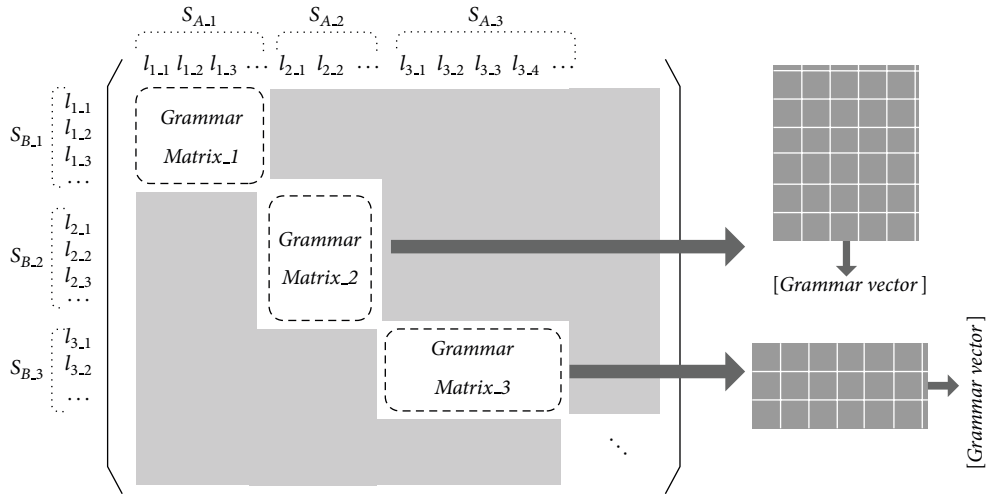 S_{A_1} S_{A_2} S_{A_3}
l_{1_1} l_{1_2} l_{1_3} ... l_{2_1} l_{2_2} ... l_{3_1} l_{3_2} l_{3_3} l_{3_4} ...
S_{B_1}
l_{1_1}
l_{1_2}
l_{1_3}
...
Grammar
Matrix_1
S_{B_2}
l_{2_1}
l_{2_2}
l_{2_3}
...
Grammar
Matrix_2
[Grammar vector]
S_{B_3}
l_{3_1}
l_{3_2}
...
Grammar
Matrix_3
[Grammar vector]
⋱